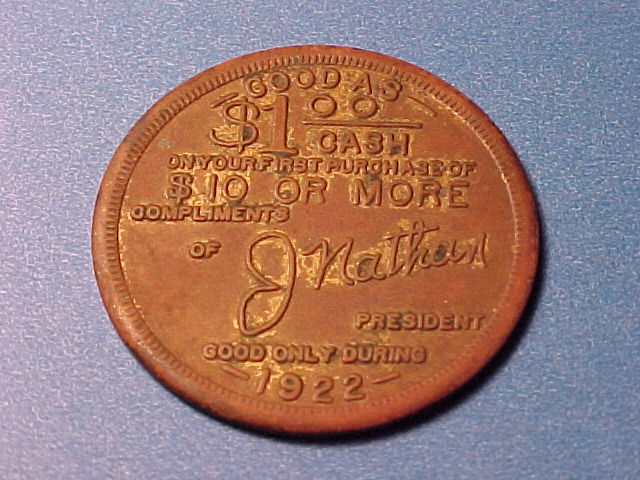 GOOD AS
$1 00
CASH
ON YOUR FIRST PURCHASE OF
$10 OR MORE
COMPLIMENTS
OF J Nathan
PRESIDENT
GOOD ONLY DURING
-1922-